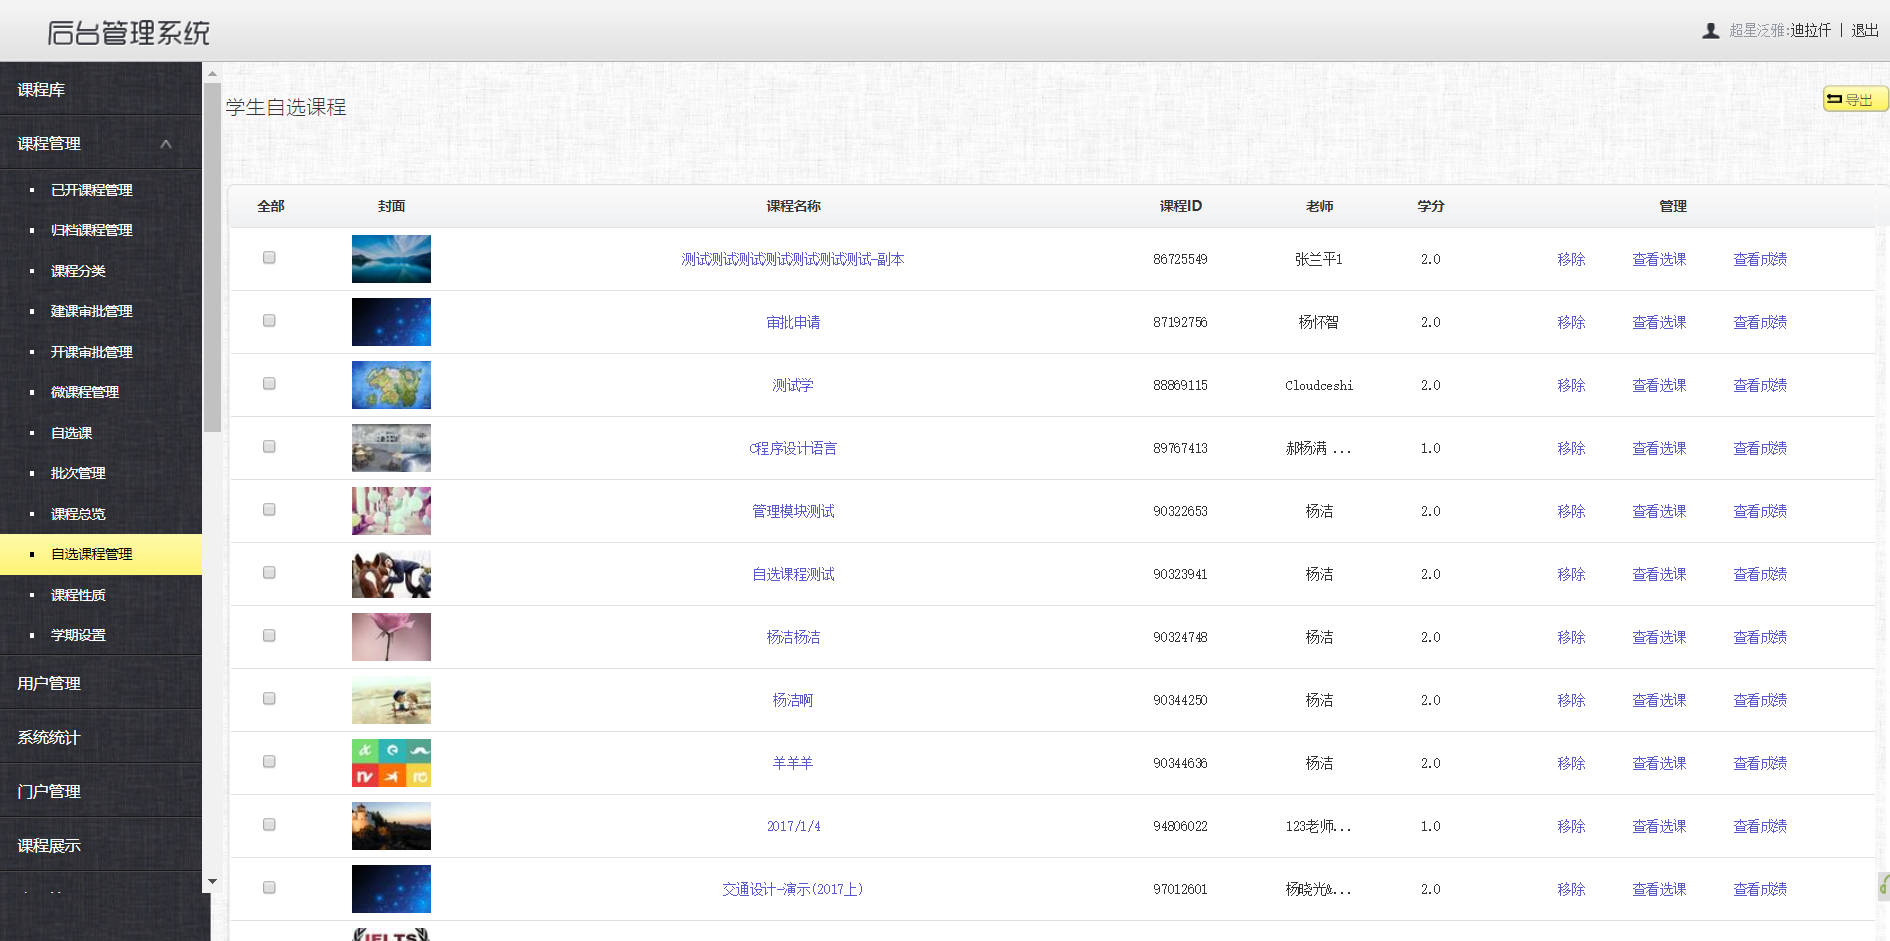 后台管理系统
超星泛雅:迪拉仟 | 退出
课程库
课程管理
已开课程管理
归档课程管理
课程分类
建课审批管理
开课审批管理
微课程管理
自选课
批次管理
课程总览
自选课程管理
课程性质
学期设置
用户管理
系统统计
门户管理
课程展示
学生自选课程
导出
全部 封面 课程名称 课程ID 老师 学分 管理
测试测试测试测试测试测试测试测试-副本 86725549 张兰平1 2.0 移除 查看选课 查看成绩
审批申请 87192756 杨怀智 2.0 移除 查看选课 查看成绩
测试学 88869115 Cloudceshi 2.0 移除 查看选课 查看成绩
C程序设计语言 89767413 郝杨满 ... 1.0 移除 查看选课 查看成绩
管理模块测试 90322653 杨洁 2.0 移除 查看选课 查看成绩
自选课程测试 90323941 杨洁 2.0 移除 查看选课 查看成绩
杨洁杨洁 90324748 杨洁 2.0 移除 查看选课 查看成绩
杨洁啊 90344250 杨洁 2.0 移除 查看选课 查看成绩
羊羊羊 90344636 杨洁 2.0 移除 查看选课 查看成绩
2017/1/4 94806022 123老师... 1.0 移除 查看选课 查看成绩
交通设计-演示(2017上) 97012601 杨晓光&... 2.0 移除 查看选课 查看成绩
IELTS